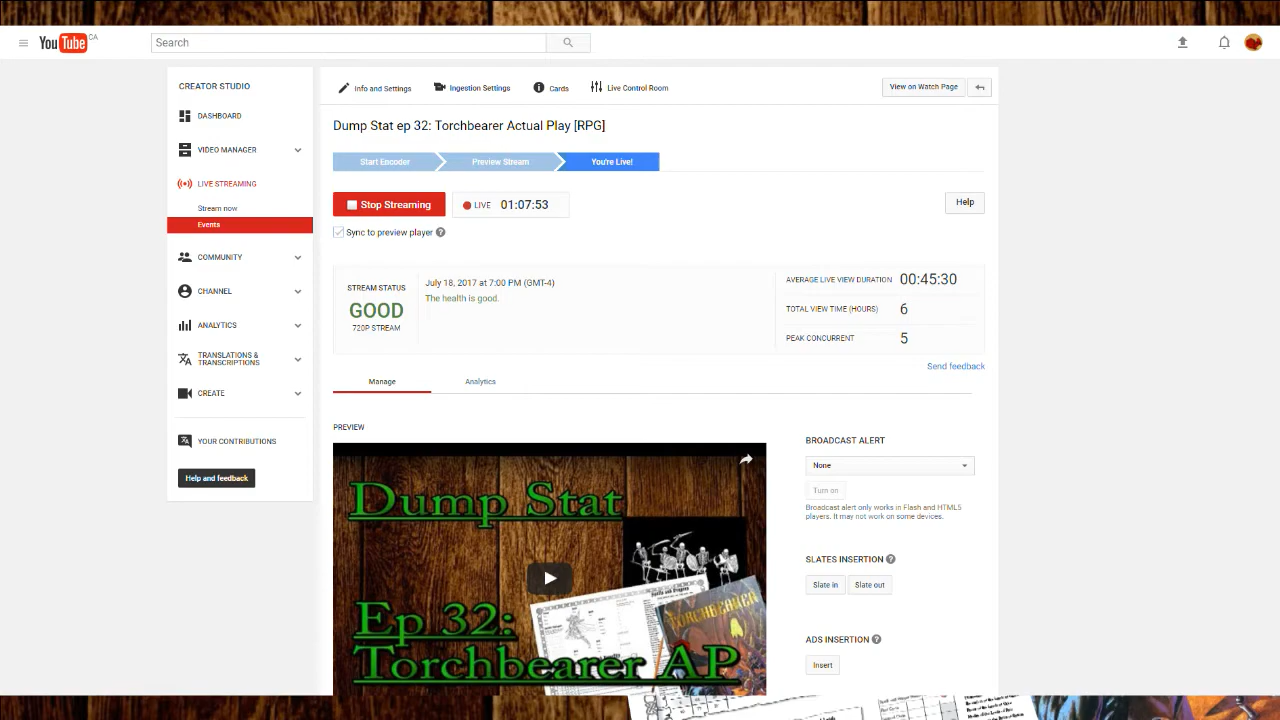 YouTube CA
Search
CREATOR STUDIO
DASHBOARD
VIDEO MANAGER
LIVE STREAMING
Stream now
Events
COMMUNITY
CHANNEL
ANALYTICS
TRANSLATIONS &
TRANSCRIPTIONS
CREATE
YOUR CONTRIBUTIONS
Help and feedback
Info and Settings
Ingestion Settings
Cards
Live Control Room
View on Watch Page
Dump Stat ep 32: Torchbearer Actual Play [RPG]
Start Encoder
Preview Stream
You're Live!
Stop Streaming
LIVE 01:07:53
Help
Sync to preview player
STREAM STATUS
GOOD
720P STREAM
July 18, 2017 at 7:00 PM (GMT-4)
The health is good.
AVERAGE LIVE VIEW DURATION 00:45:30
TOTAL VIEW TIME (HOURS) 6
PEAK CONCURRENT 5
Send feedback
Manage
Analytics
PREVIEW
Dump Stat
TORCHBEARER
Ep 32:
Torchbearer AP
BROADCAST ALERT
None
Turn on
Broadcast alert only works in Flash and HTML5
players. It may not work on some devices.
SLATES INSERTION
Slate in
Slate out
ADS INSERTION
Insert